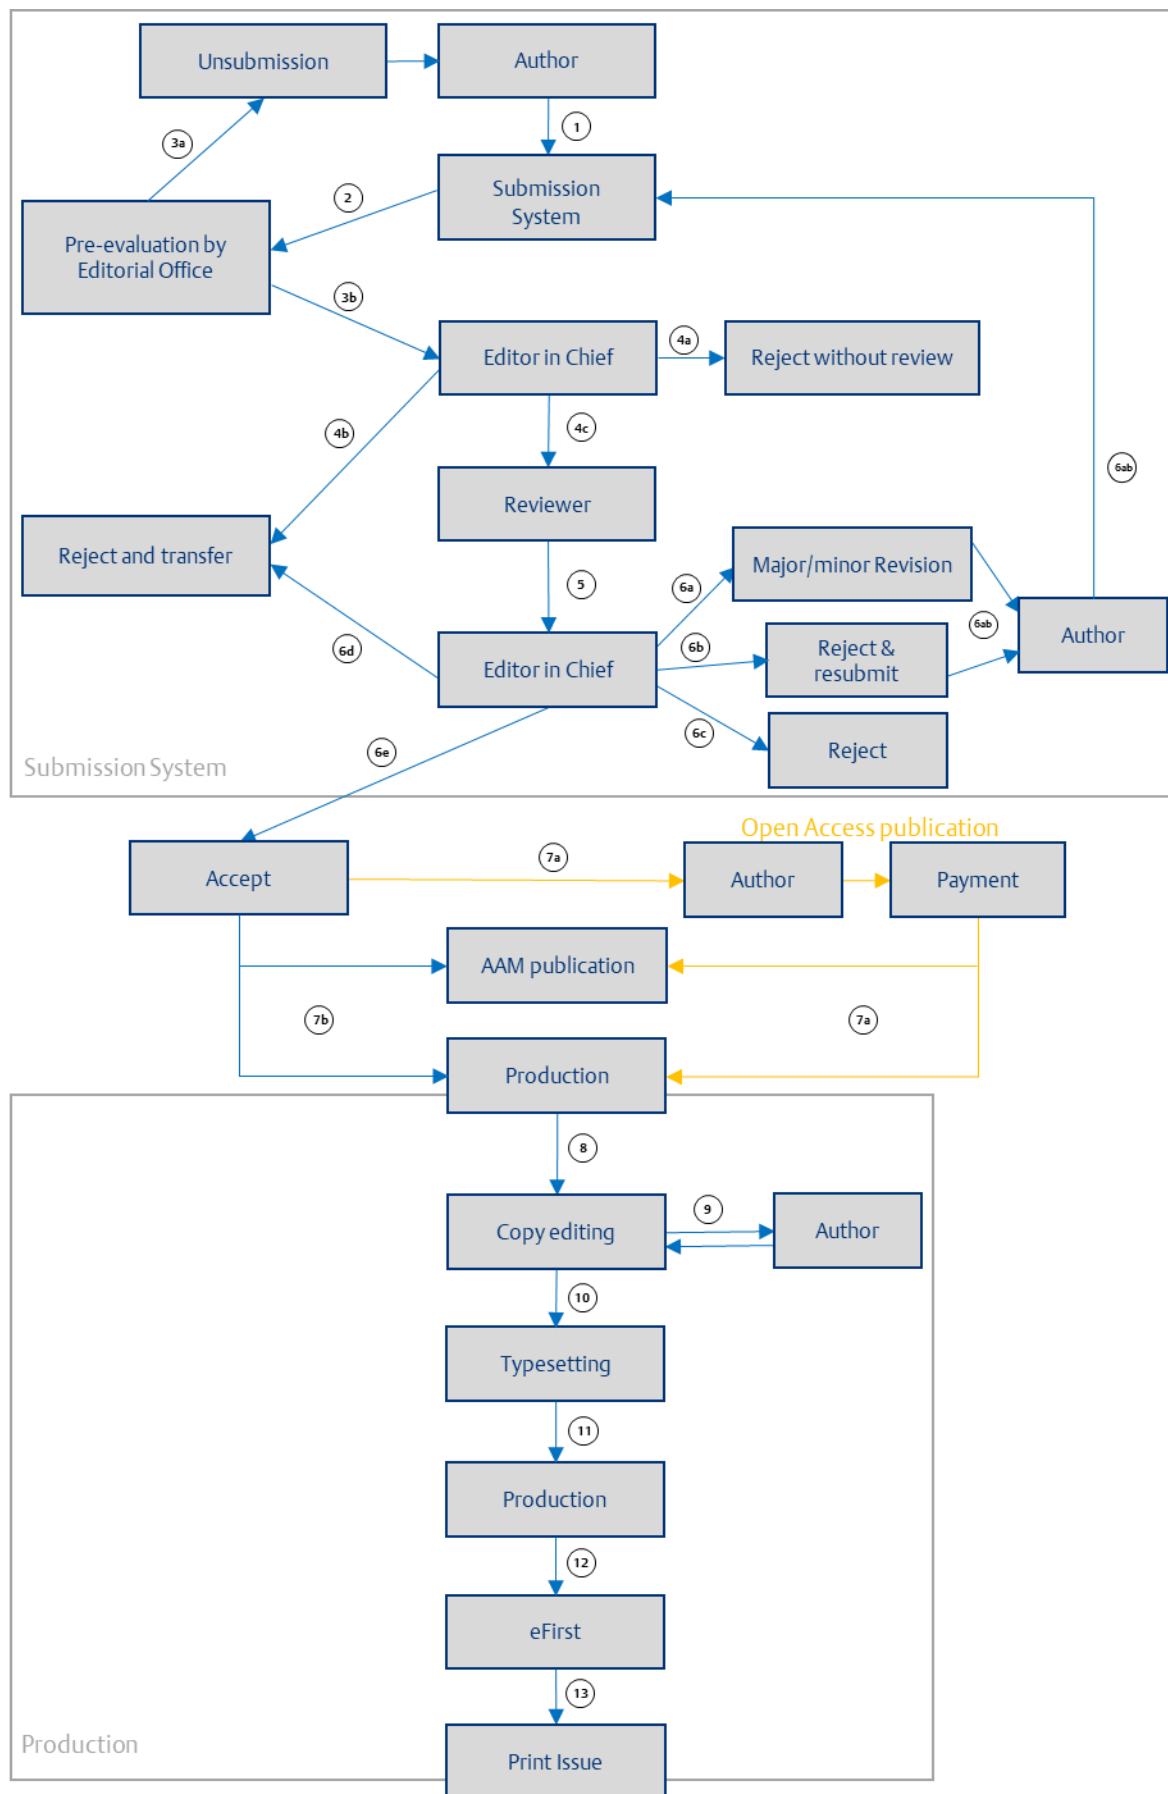 Unsubmission
Author
1
3a
Submission
System
2
Pre-evaluation by
Editorial Office
3b
Editor in Chief
4a
Reject without review
4b
4c
6ab
Reviewer
Reject and transfer
Major/minor Revision
5
6a
6ab
Author
6d
Editor in Chief
6b
Reject &
resubmit
6c
Reject
6e
Submission System
Open Access publication
Accept
7a
Author
Payment
AAM publication
7b
7a
Production
8
Copy editing
9
Author
10
Typesetting
11
Production
12
eFirst
13
Production
Print Issue